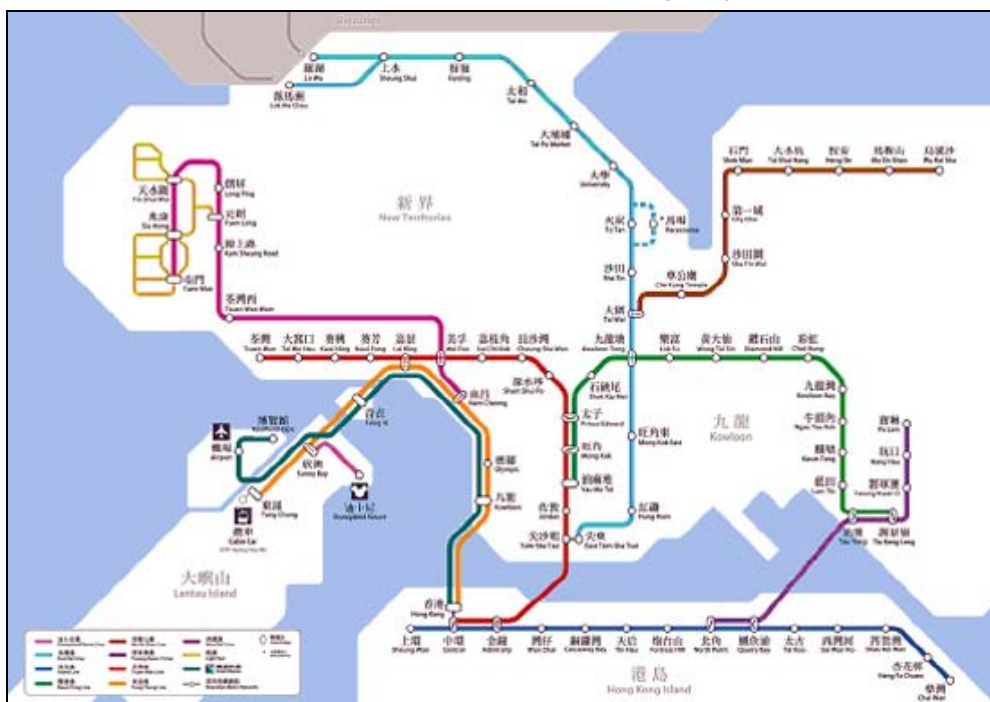 Shenzhen
羅湖
Lo Wu
上水
Sheung Shui
粉嶺
Fanling
落馬洲
Lok Ma Chau
太和
Tai Wo
大埔墟
Tai Po Market
大學
University
火炭
Fo Tan
馬場
Racecourse
沙田
Sha Tin
大圍
Tai Wai
石門
Shek Mun
大水坑
Tai Shui Hang
恆安
Heng On
馬鞍山
Ma On Shan
烏溪沙
Wu Kai Sha
第一城
City One
沙田圍
Sha Tin Wai
車公廟
Che Kung Temple
新界
New Territories
天水圍
Tin Shui Wai
朗屏
Long Ping
元朗
Yuen Long
兆康
Siu Hong
錦上路
Kam Sheung Road
屯門
Tuen Mun
荃灣西
Tsuen Wan West
荃灣
Tsuen Wan
大窩口
Tai Wo Hau
葵興
Kwai Hing
葵芳
Kwai Fong
荔景
Lai King
美孚
Mei Foo
荔枝角
Lai Chi Kok
長沙灣
Cheung Sha Wan
九龍塘
Kowloon Tong
樂富
Lok Fu
黃大仙
Wong Tai Sin
鑽石山
Diamond Hill
彩虹
Choi Hung
深水埗
Sham Shui Po
石硤尾
Shek Kip Mei
九龍灣
Kowloon Bay
南昌
Nam Cheong
太子
Prince Edward
牛頭角
Ngau Tau Kok
寶琳
Po Lam
青衣
Tsing Yi
九龍
Kowloon
旺角東
Mong Kok East
旺角
Mong Kok
觀塘
Kwun Tong
坑口
Hang Hau
博覽館
AsiaWorld-Expo
機場
Airport
欣澳
Sunny Bay
奧運
Olympic
油麻地
Yau Ma Tei
藍田
Lam Tin
將軍澳
Tseung Kwan O
迪士尼
Disneyland Resort
九龍
Kowloon
佐敦
Jordan
紅磡
Hung Hom
東涌
Tung Chung
纜車
Cable Car
尖沙咀
Tsim Sha Tsui
尖東
East Tsim Sha Tsui
油塘
Yau Tong
調景嶺
Tiu Keng Leng
大嶼山
Lantau Island
香港
Hong Kong
上環
Sheung Wan
中環
Central
金鐘
Admiralty
灣仔
Wan Chai
銅鑼灣
Causeway Bay
天后
Tin Hau
炮台山
Fortress Hill
北角
North Point
鰂魚涌
Quarry Bay
太古
Tai Koo
西灣河
Sai Wan Ho
筲箕灣
Shau Kei Wan
杏花邨
Heng Fa Chuen
柴灣
Chai Wan
港島
Hong Kong Island